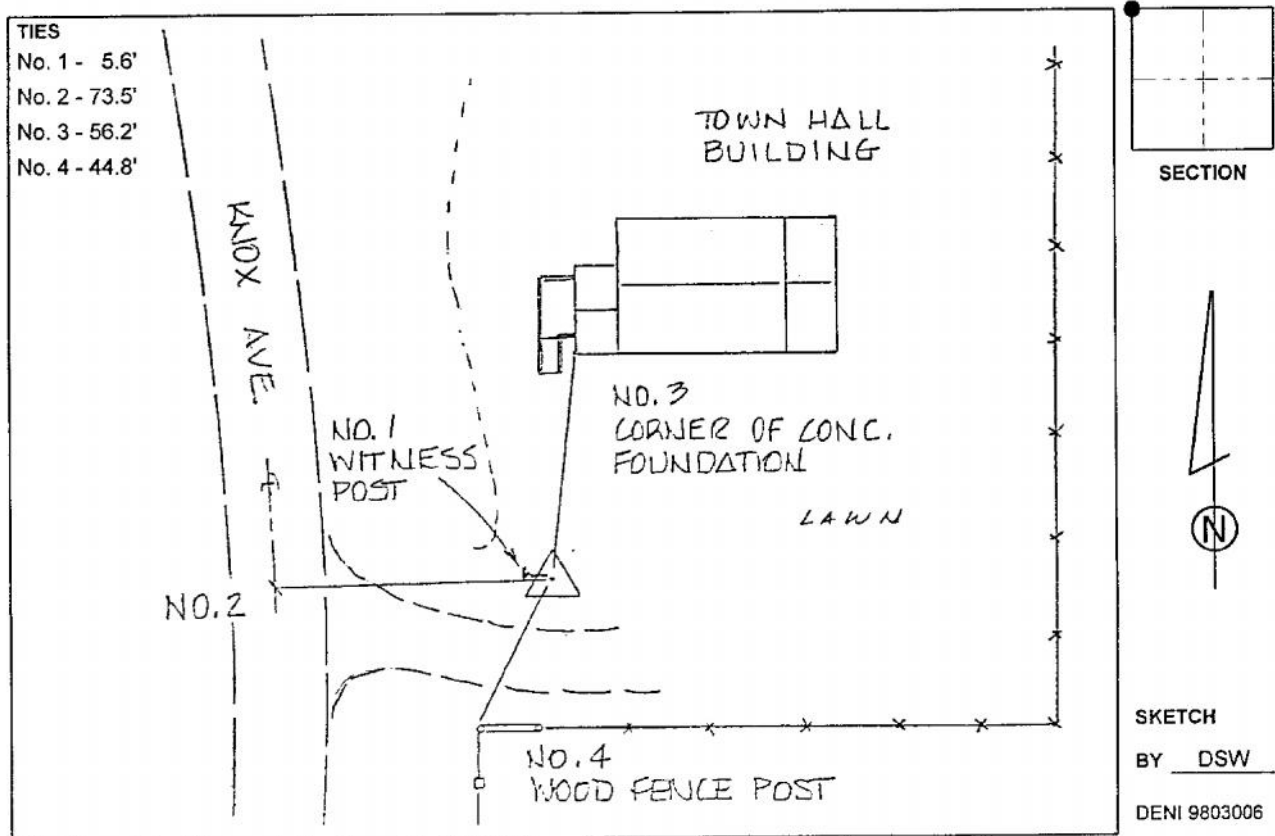 TIES
No. 1 - 5.6'
No. 2 - 73.5'
No. 3 - 56.2'
No. 4 - 44.8'
KNOX AVE.
TOWN HALL
BUILDING
NO. 1
WITNESS
POST
NO. 3
CORNER OF CONC.
FOUNDATION
LAWN
NO. 2
NO. 4
WOOD FENCE POST
SECTION
N
SKETCH
BY DSW
DENI 9803006